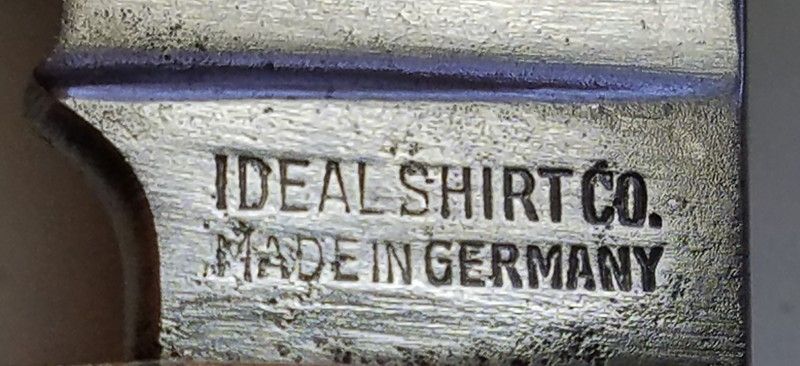 IDEAL SHIRT CO.
MADE IN GERMANY